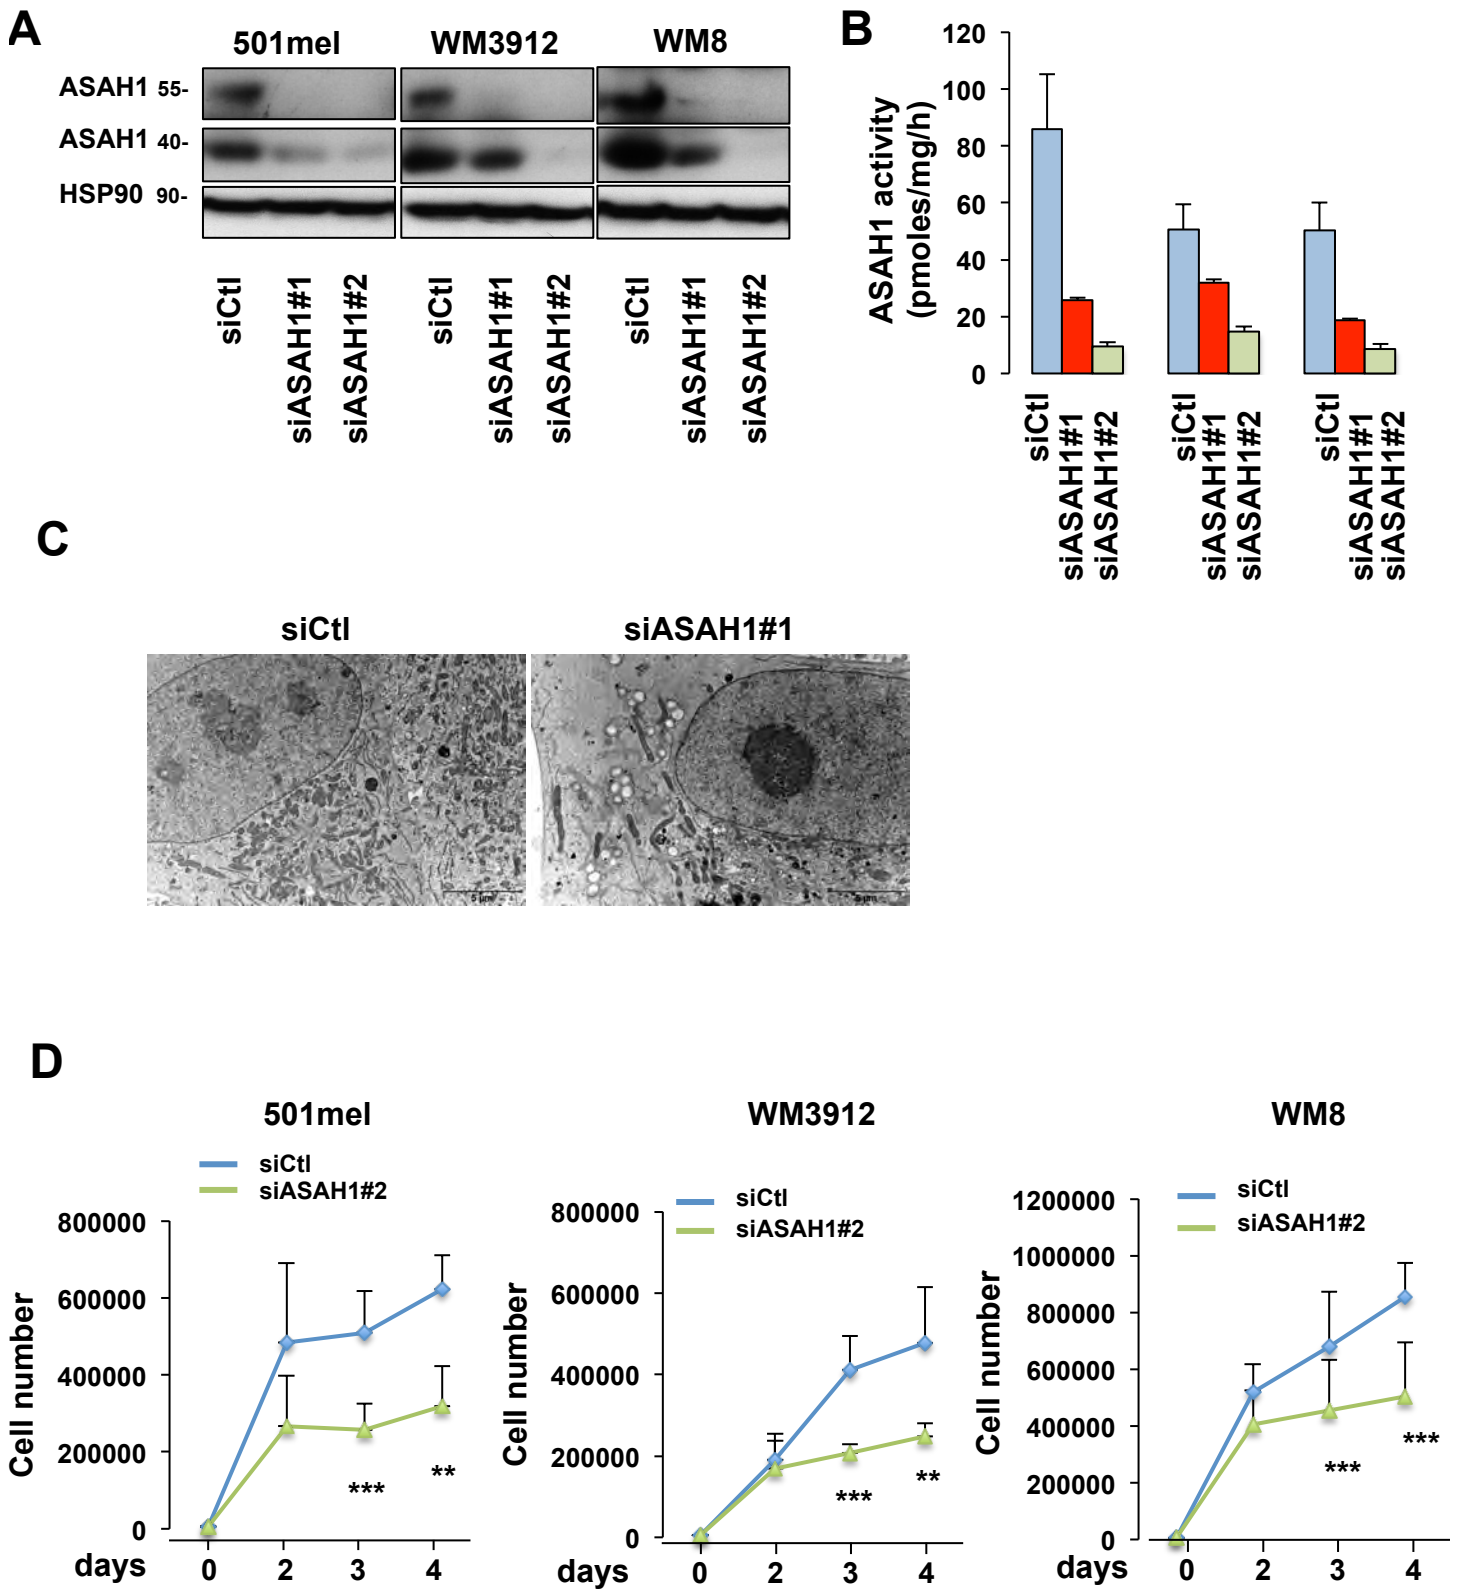 A
501mel WM3912 WM8
ASAH1 55-
ASAH1 40-
HSP90 90-
siCtl siASAH1#1 siASAH1#2 siCtl siASAH1#1 siASAH1#2 siCtl siASAH1#1 siASAH1#2
B
ASAH1 activity
(pmoles/mg/h)
120
100
80
60
40
20
0
siCtl siASAH1#1 siASAH1#2 siCtl siASAH1#1 siASAH1#2 siCtl siASAH1#1 siASAH1#2
C
siCtl siASAH1#1
5 µm 5 µm
D
501mel
siCtl
siASAH1#2
Cell number
800000
600000
400000
200000
0
*** **
days 0 2 3 4
WM3912
siCtl
siASAH1#2
Cell number
800000
600000
400000
200000
0
*** **
days 0 2 3 4
WM8
siCtl
siASAH1#2
Cell number
1200000
1000000
800000
600000
400000
200000
0
*** ***
days 0 2 3 4